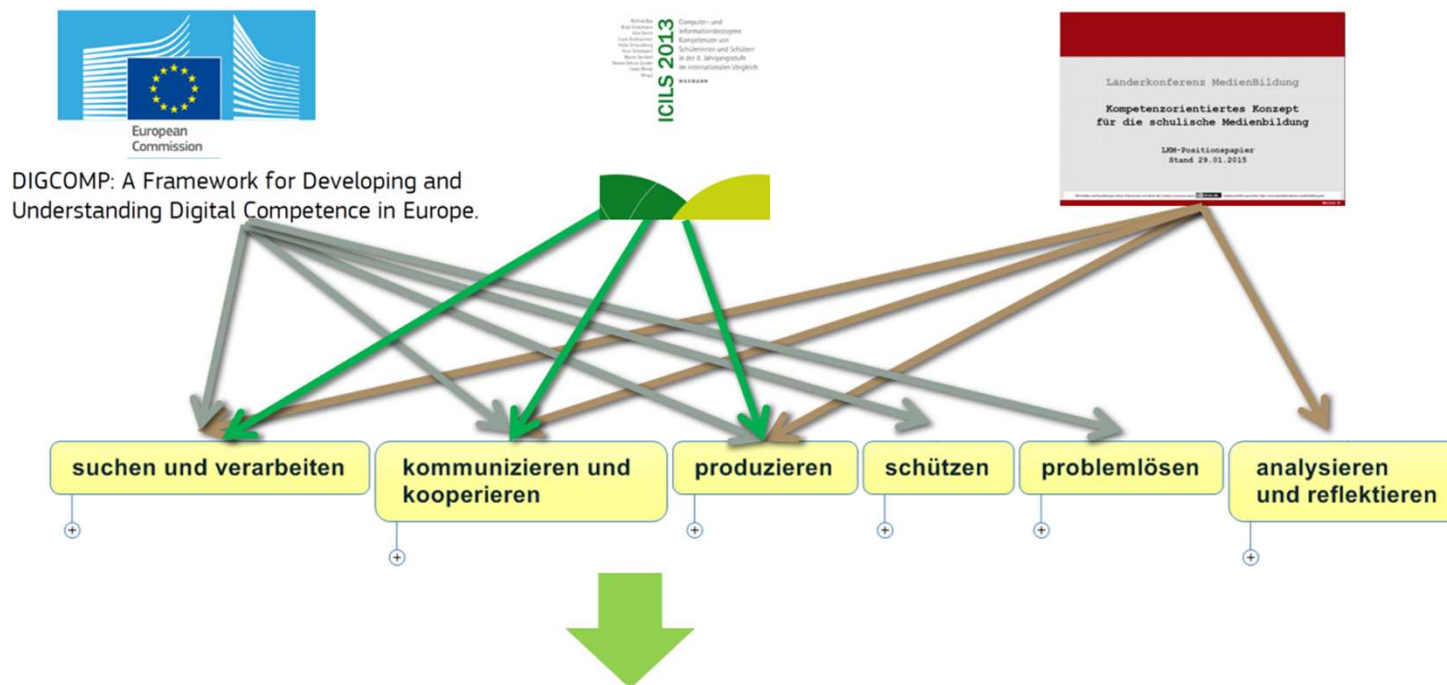 European
Commission
DIGCOMP: A Framework for Developing and
Understanding Digital Competence in Europe.
ICILS 2013
Computer- und
informationsbezogene
Kompetenzen von
Schülerinnen und Schülern
in der 8. Jahrgangsstufe
im internationalen Vergleich
WAXMANN
Länderkonferenz MedienBildung
Kompetenzorientiertes Konzept
für die schulische Medienbildung
LKM-Positionspapier
Stand 29.01.2015
suchen und verarbeiten
kommunizieren und
kooperieren
produzieren
schützen
problemlösen
analysieren
und reflektieren